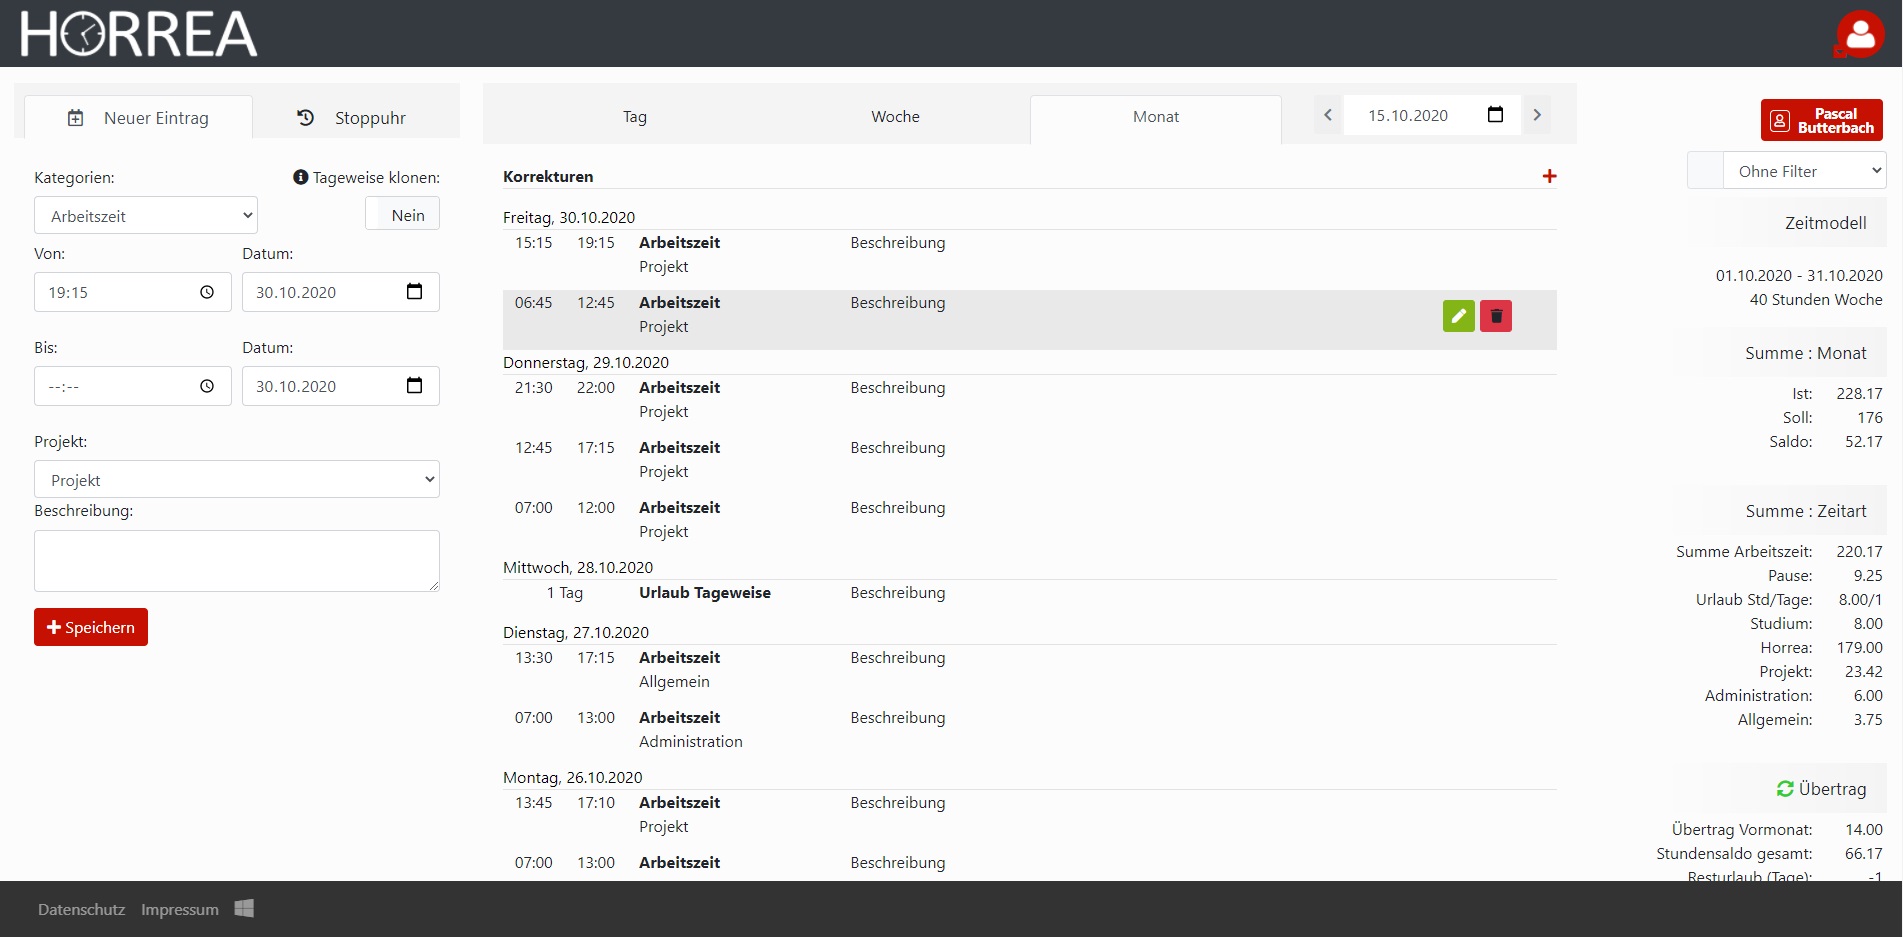 HORREA
Neuer Eintrag
Stoppuhr
Kategorien:
Tageweise klonen:
Arbeitszeit
Nein
Von:
Datum:
19:15
30.10.2020
Bis:
Datum:
--:--
30.10.2020
Projekt:
Projekt
Beschreibung:
Speichern
Tag
Woche
Monat
15.10.2020
Korrekturen
Freitag, 30.10.2020
15:15 19:15 Arbeitszeit Beschreibung
Projekt
06:45 12:45 Arbeitszeit Beschreibung
Projekt
Donnerstag, 29.10.2020
21:30 22:00 Arbeitszeit Beschreibung
Projekt
12:45 17:15 Arbeitszeit Beschreibung
Projekt
07:00 12:00 Arbeitszeit Beschreibung
Projekt
Mittwoch, 28.10.2020
1 Tag Urlaub Tageweise Beschreibung
Dienstag, 27.10.2020
13:30 17:15 Arbeitszeit Beschreibung
Allgemein
07:00 13:00 Arbeitszeit Beschreibung
Administration
Montag, 26.10.2020
13:45 17:10 Arbeitszeit Beschreibung
Projekt
07:00 13:00 Arbeitszeit Beschreibung
Pascal
Butterbach
Ohne Filter
Zeitmodell
01.10.2020 - 31.10.2020
40 Stunden Woche
Summe : Monat
Ist: 228.17
Soll: 176
Saldo: 52.17
Summe : Zeitart
Summe Arbeitszeit: 220.17
Pause: 9.25
Urlaub Std/Tage: 8.00/1
Studium: 8.00
Horrea: 179.00
Projekt: 23.42
Administration: 6.00
Allgemein: 3.75
Übertrag
Übertrag Vormonat: 14.00
Stundensaldo gesamt: 66.17
Resturlaub (Tage): -1
Datenschutz Impressum